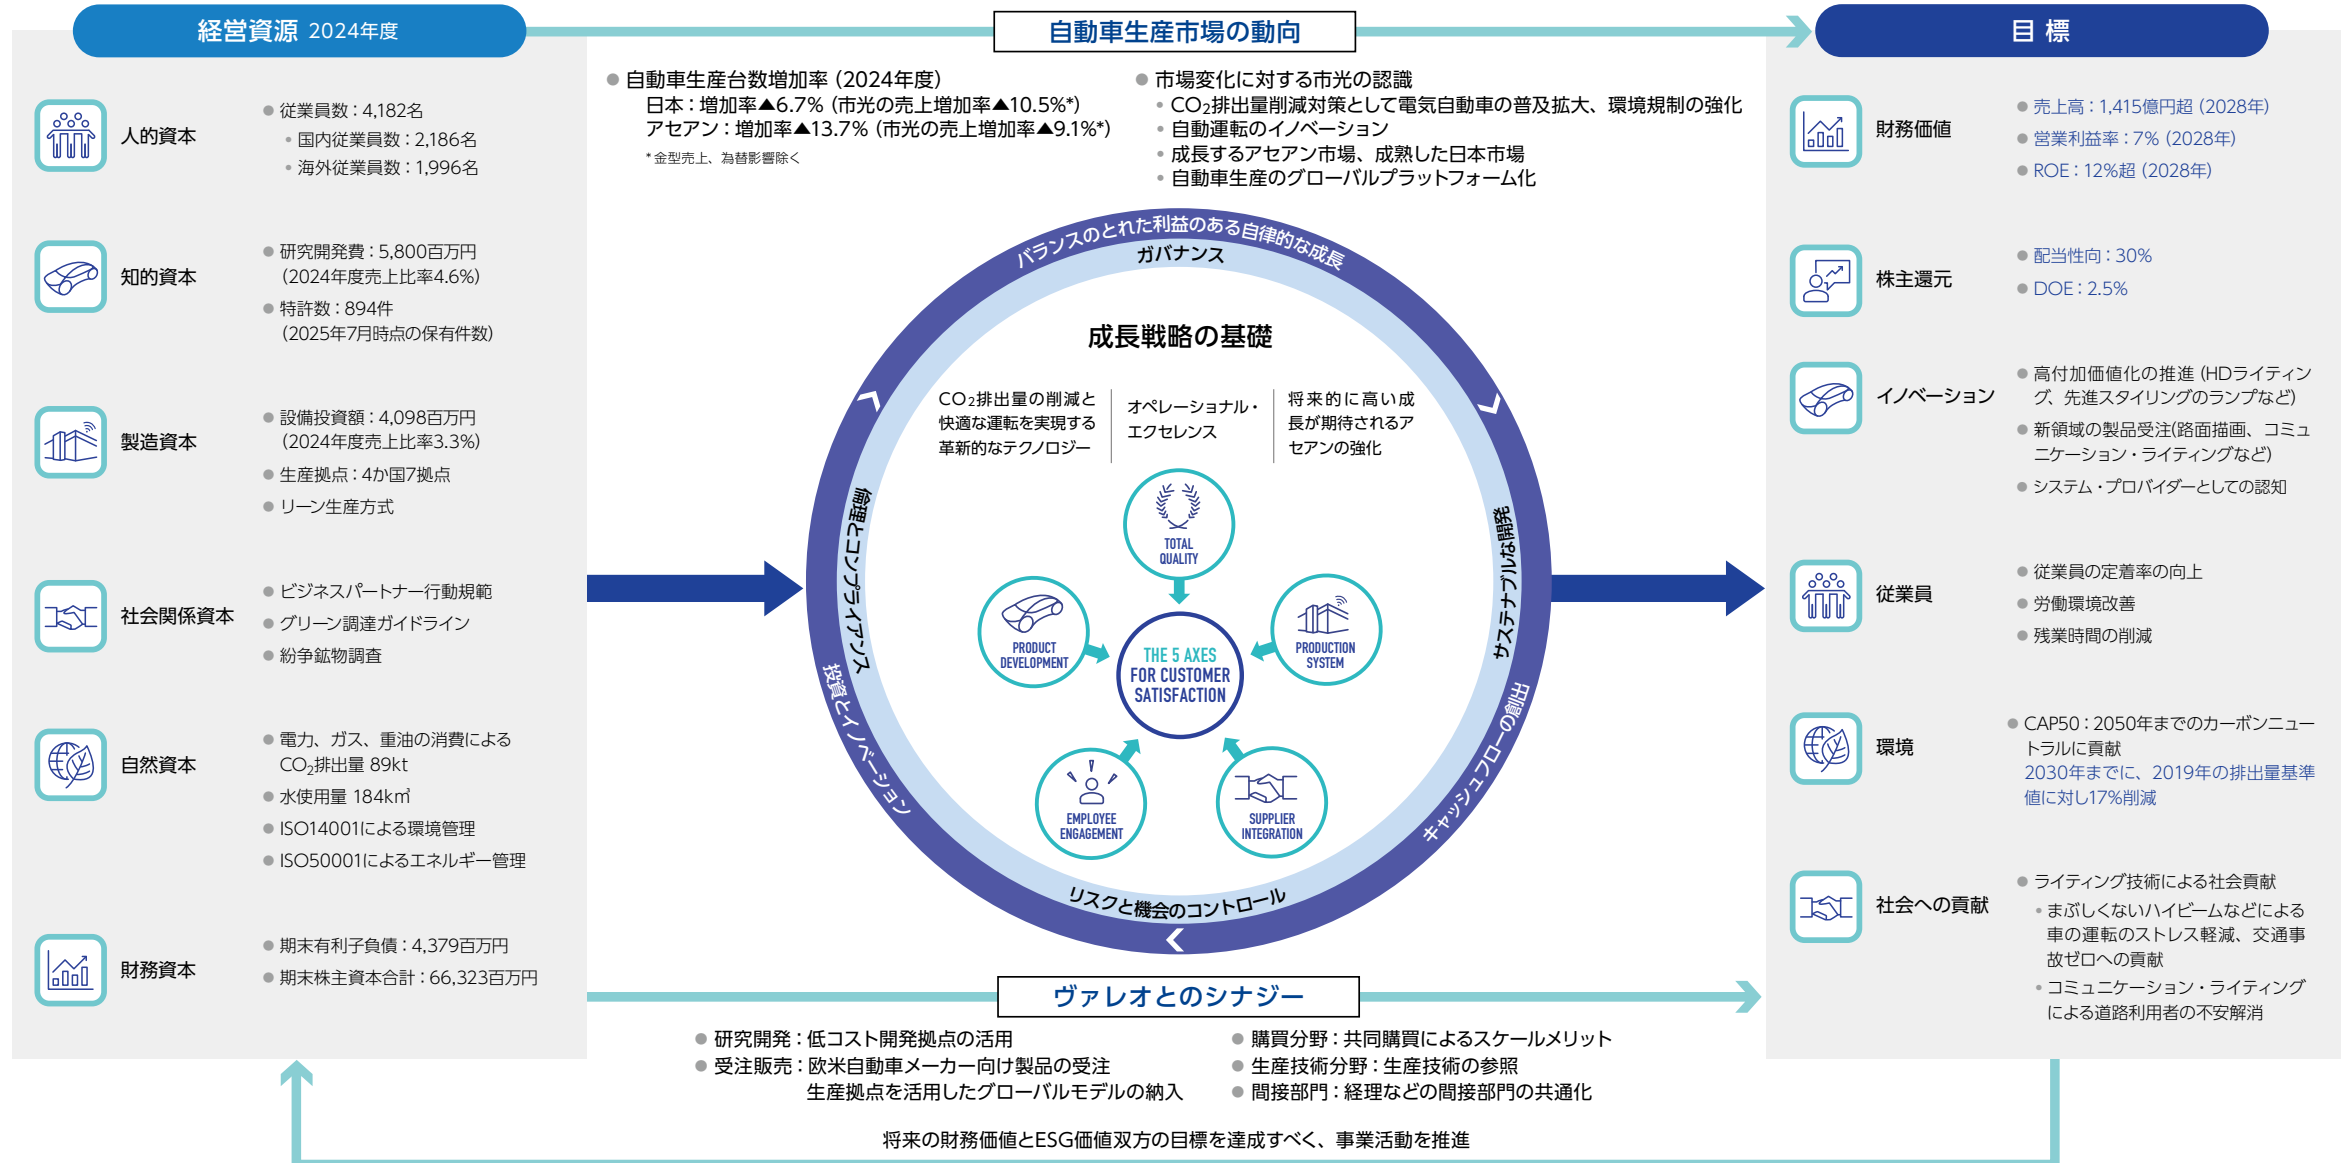 経営資源 2024年度
人的資本
従業員数：4,182名
国内従業員数：2,186名
海外従業員数：1,996名
知的資本
研究開発費：5,800百万円
（2024年度売上比率4.6%）
特許数：894件
（2025年7月時点の保有件数）
製造資本
設備投資額：4,098百万円
（2024年度売上比率3.3%）
生産拠点：4か国7拠点
リーン生産方式
社会関係資本
ビジネスパートナー行動規範
グリーン調達ガイドライン
紛争鉱物調査
自然資本
電力、ガス、重油の消費による
CO₂排出量 89kt
水使用量 184k㎥
ISO14001による環境管理
ISO50001によるエネルギー管理
財務資本
期末有利子負債：4,379百万円
期末株主資本合計：66,323百万円
自動車生産市場の動向
自動車生産台数増加率（2024年度）
日本：増加率▲6.7%（市光の売上増加率▲10.5%*）
アセアン：増加率▲13.7%（市光の売上増加率▲9.1%*）
*金型売上、為替影響除く
市場変化に対する市光の認識
CO₂排出量削減対策として電気自動車の普及拡大、環境規制の強化
自動運転のイノベーション
成長するアセアン市場、成熟した日本市場
自動車生産のグローバルプラットフォーム化
バランスのとれた利益のある自律的な成長
ガバナンス
成長戦略の基礎
CO₂排出量の削減と
快適な運転を実現する
革新的なテクノロジー
オペレーショナル・
エクセレンス
将来的に高い成
長が期待されるア
セアンの強化
倫理とコンプライアンス
サステナブルな開発
投資とイノベーション
キャッシュフローの創出
リスクと機会のコントロール
TOTAL
QUALITY
PRODUCT
DEVELOPMENT
PRODUCTION
SYSTEM
THE 5 AXES
FOR CUSTOMER
SATISFACTION
EMPLOYEE
ENGAGEMENT
SUPPLIER
INTEGRATION
ヴァレオとのシナジー
研究開発：低コスト開発拠点の活用
受注販売：欧米自動車メーカー向け製品の受注
生産拠点を活用したグローバルモデルの納入
購買分野：共同購買によるスケールメリット
生産技術分野：生産技術の参照
間接部門：経理などの間接部門の共通化
目 標
財務価値
売上高：1,415億円超（2028年）
営業利益率：7%（2028年）
ROE：12%超（2028年）
株主還元
配当性向：30%
DOE：2.5%
イノベーション
高付加価値化の推進（HDライティン
グ、先進スタイリングのランプなど）
新領域の製品受注(路面描画、コミュ
ニケーション・ライティングなど）
システム・プロバイダーとしての認知
従業員
従業員の定着率の向上
労働環境改善
残業時間の削減
環境
CAP50：2050年までのカーボンニュー
トラルに貢献
2030年までに、2019年の排出量基準
値に対し17%削減
社会への貢献
ライティング技術による社会貢献
まぶしくないハイビームなどによる
車の運転のストレス軽減、交通事
故ゼロへの貢献
コミュニケーション・ライティング
による道路利用者の不安解消
将来の財務価値とESG価値双方の目標を達成すべく、事業活動を推進